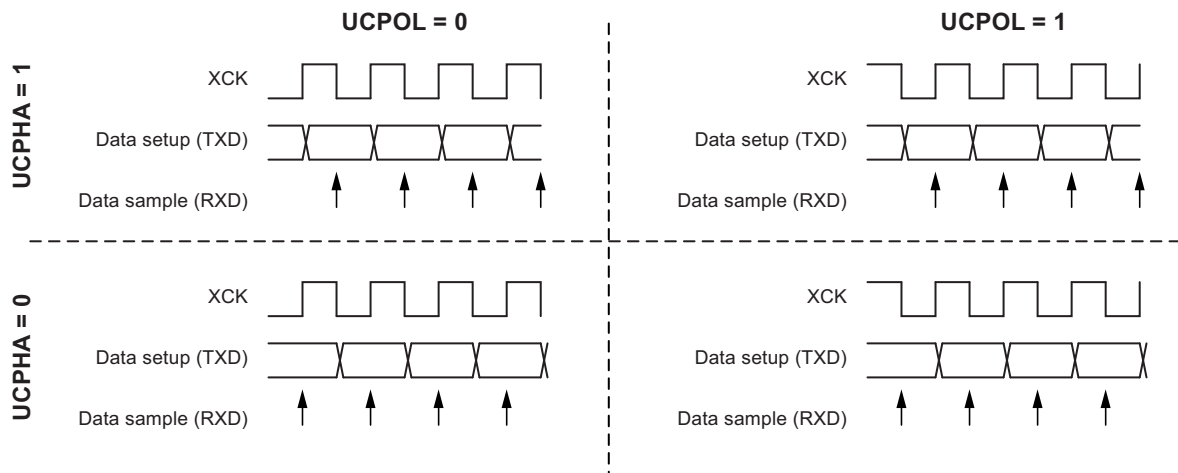 UCPOL = 0
UCPOL = 1
UCPHA = 1
XCK
Data setup (TXD)
Data sample (RXD)
XCK
Data setup (TXD)
Data sample (RXD)
UCPHA = 0
XCK
Data setup (TXD)
Data sample (RXD)
XCK
Data setup (TXD)
Data sample (RXD)